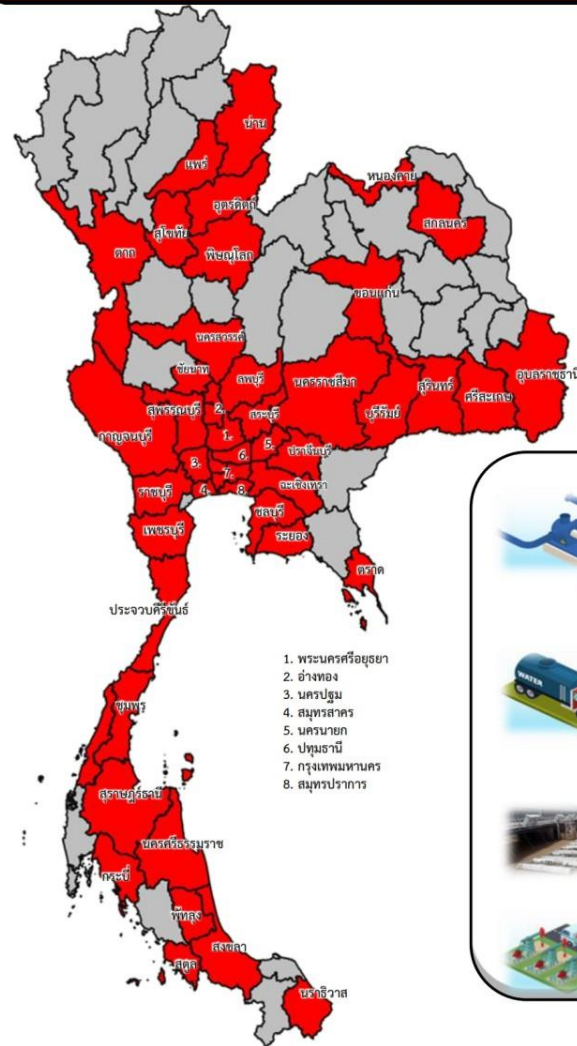 น่าน
แพร่
หนองคาย
อุตรดิตถ์
สกลนคร
สุโขทัย
ตาก
พิษณุโลก
ขอนแก่น
นครสวรรค์
ชัยนาท
ลพบุรี
นครราชสีมา
สุรินทร์
อุบลราชธานี
สุพรรณบุรี
2.
สระบุรี
บุรีรัมย์
ศรีสะเกษ
กาญจนบุรี
1.
5.
ปราจีนบุรี
6.
3.
7.
ราชบุรี
4.
8.
ฉะเชิงเทรา
ชลบุรี
เพชรบุรี
ระยอง
ตราด
ประจวบคีรีขันธ์
1. พระนครศรีอยุธยา
2. อ่างทอง
3. นครปฐม
4. สมุทรสาคร
5. นครนายก
6. ปทุมธานี
7. กรุงเทพมหานคร
8. สมุทรปราการ
ชุมพร
สุราษฎร์ธานี
นครศรีธรรมราช
กระบี่
พัทลุง
สงขลา
สตูล
นราธิวาส
WATER